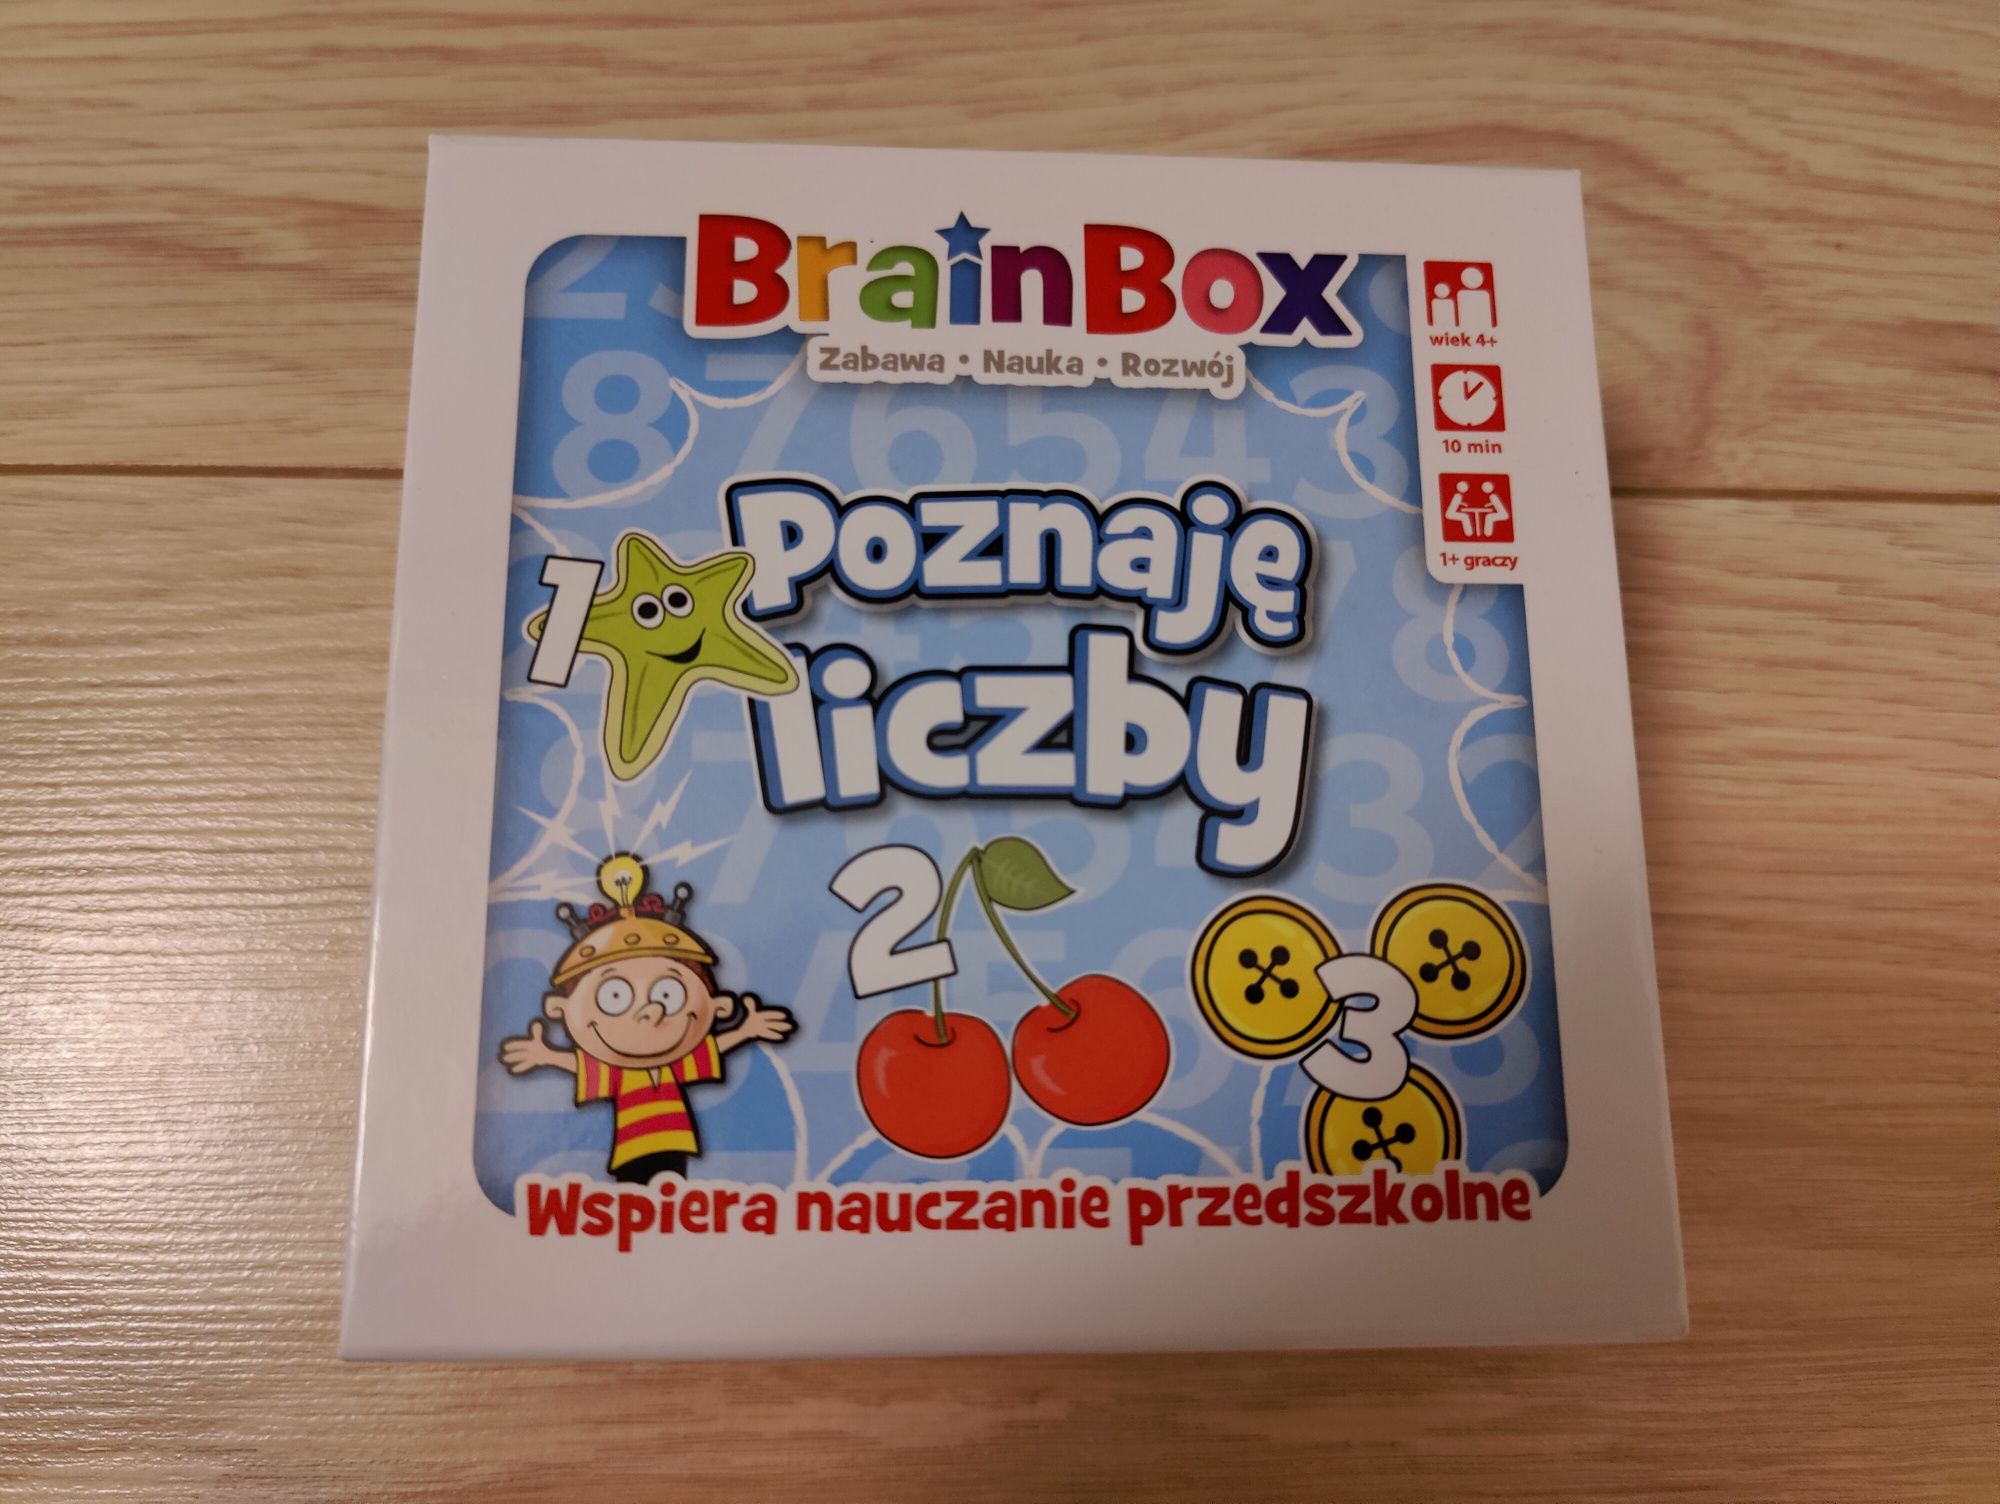 BrainBox
Zabawa • Nauka • Rozwój
wiek 4+
10 min
1+ graczy
Poznaję
liczby
1
2
3
Wspiera nauczanie przedszkolne